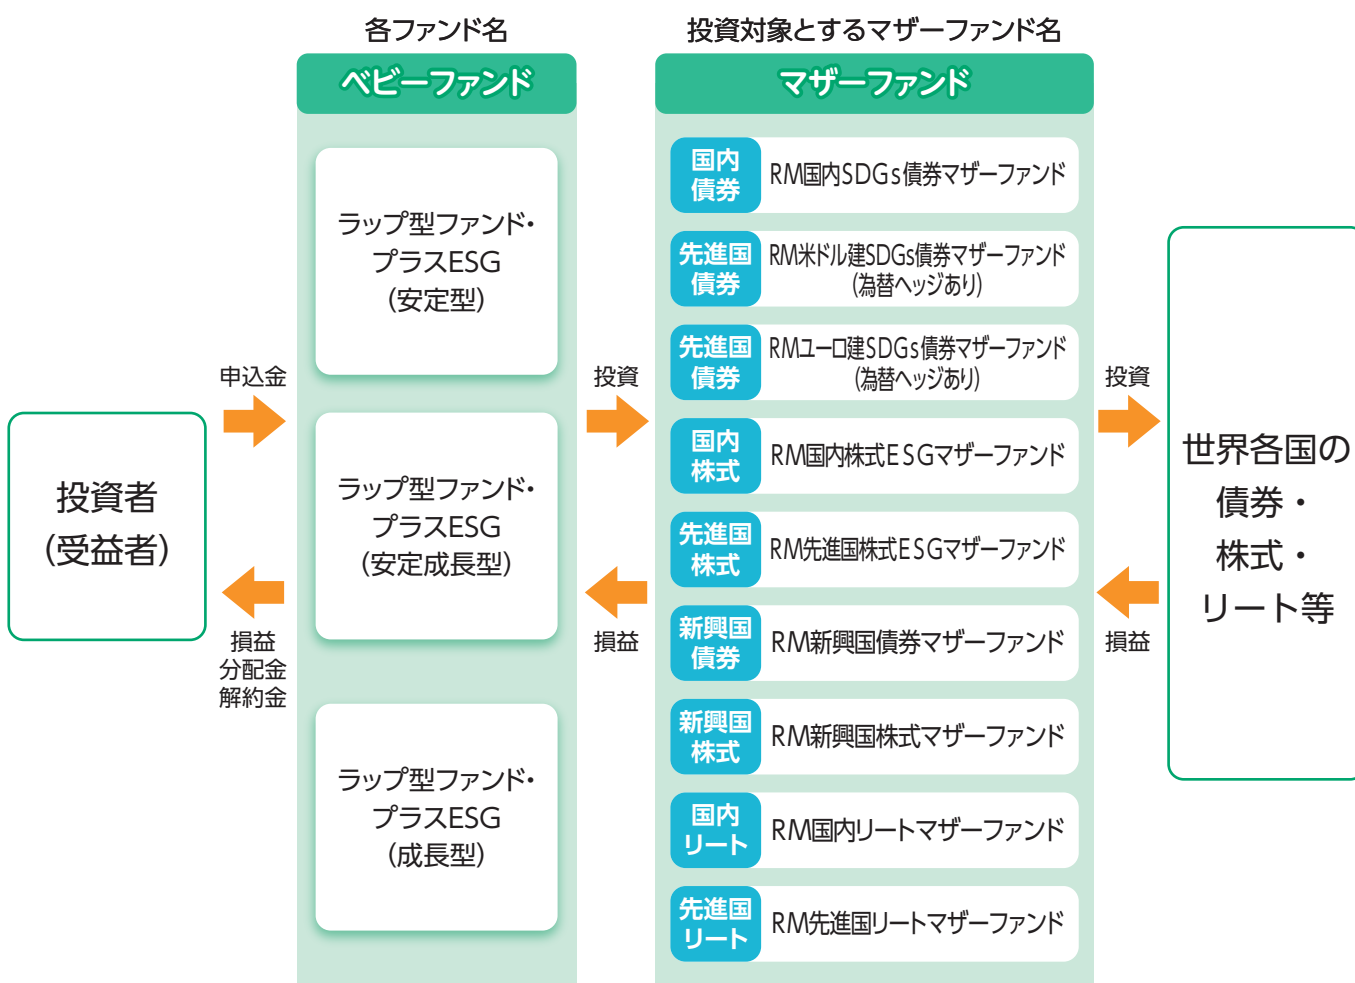 各ファンド名
ベビーファンド
ラップ型ファンド・
プラスESG
(安定型)
ラップ型ファンド・
プラスESG
(安定成長型)
ラップ型ファンド・
プラスESG
(成長型)
投資対象とするマザーファンド名
マザーファンド
国内
債券
RM国内SDGs債券マザーファンド
先進国
債券
RM米ドル建SDGs債券マザーファンド
(為替ヘッジあり)
先進国
債券
RMユーロ建SDGs債券マザーファンド
(為替ヘッジあり)
国内
株式
RM国内株式ESGマザーファンド
先進国
株式
RM先進国株式ESGマザーファンド
新興国
債券
RM新興国債券マザーファンド
新興国
株式
RM新興国株式マザーファンド
国内
リート
RM国内リートマザーファンド
先進国
リート
RM先進国リートマザーファンド
投資者
(受益者)
申込金
損益
分配金
解約金
投資
損益
投資
損益
世界各国の
債券・
株式・
リート等